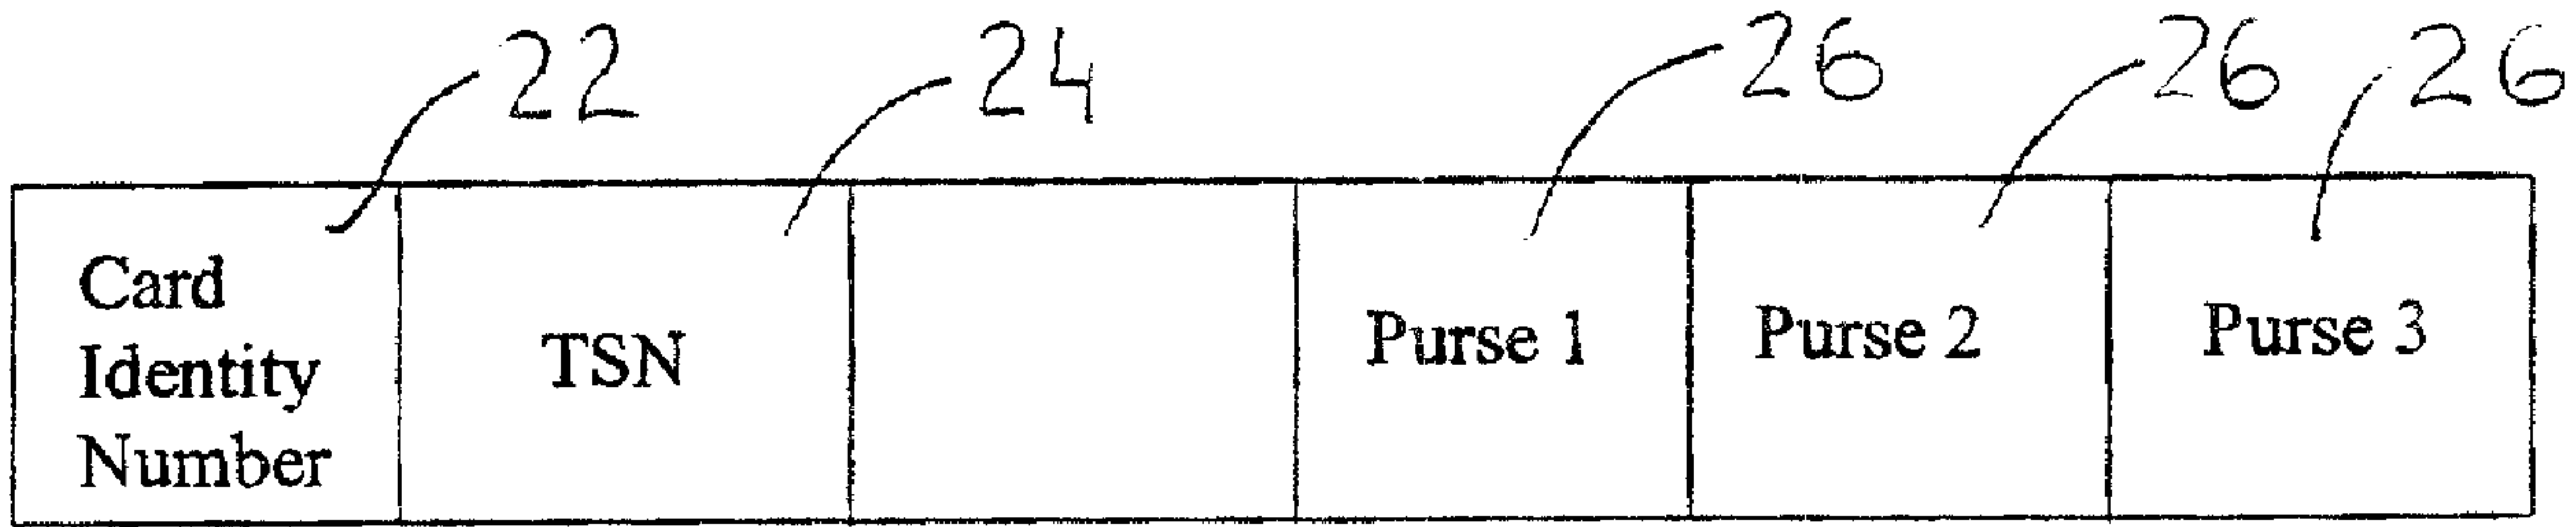 22 24 26 26 26
Card
Identity
Number
TSN
Purse 1
Purse 2
Purse 3